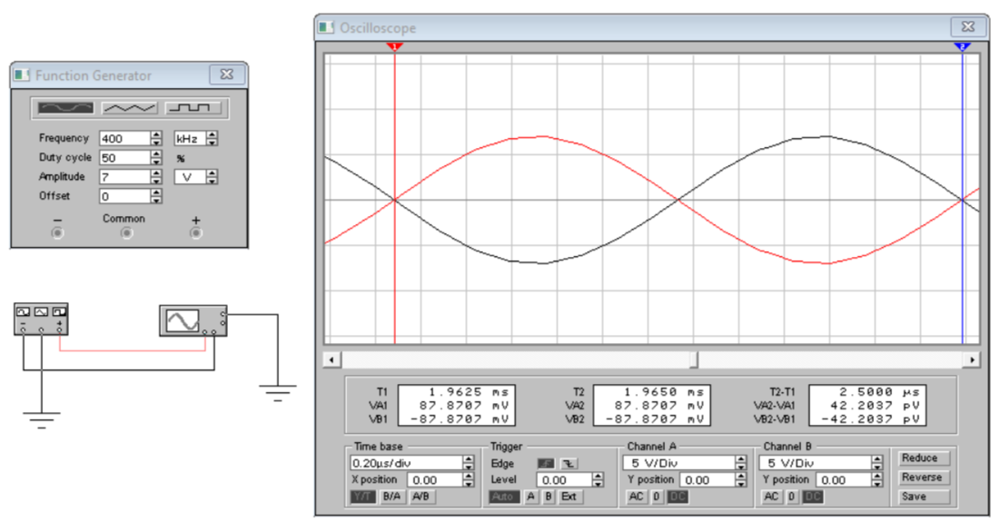 Function Generator
Frequency 400 kHz
Duty cycle 50 %
Amplitude 7 V
Offset 0
− Common +
− +
Oscilloscope
1 2
T1 1.9625 ms T2 1.9650 ms T2-T1 2.5000 µs
VA1 87.8707 mV VA2 87.8707 mV VA2-VA1 42.2037 pV
VB1 -87.8707 mV VB2 -87.8707 mV VB2-VB1 -42.2037 pV
Time base Trigger Channel A Channel B
0.20µs/div Edge 5 V/Div 5 V/Div Reduce
X position 0.00 Level 0.00 Y position 0.00 Y position 0.00 Reverse
Y/T B/A A/B Auto A B Ext AC 0 DC AC 0 DC Save